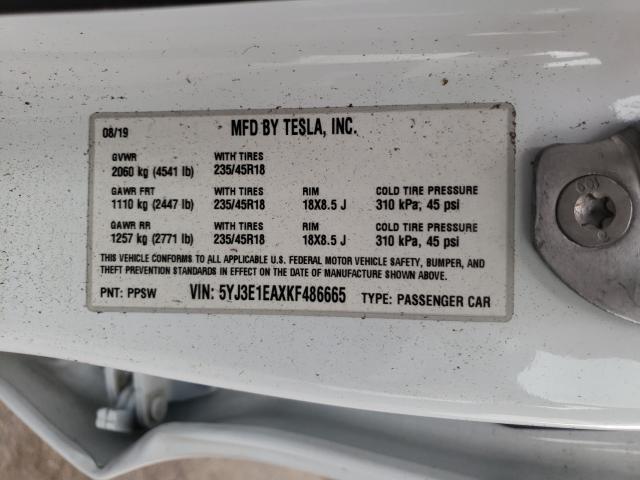 08/19 MFD BY TESLA, INC.
GVWR WITH TIRES
2060 kg (4541 lb) 235/45R18
GAWR FRT WITH TIRES RIM COLD TIRE PRESSURE
1110 kg (2447 lb) 235/45R18 18X8.5 J 310 kPa, 45 psi
GAWR RR WITH TIRES RIM COLD TIRE PRESSURE
1257 kg (2771 lb) 235/45R18 18X8.5 J 310 kPa, 45 psi
THIS VEHICLE CONFORMS TO ALL APPLICABLE U.S. FEDERAL MOTOR VEHICLE SAFETY, BUMPER, AND
THEFT PREVENTION STANDARDS IN EFFECT ON THE DATE OF MANUFACTURE SHOWN ABOVE.
PNT: PPSW VIN: 5YJ3E1EAXKF486665 TYPE: PASSENGER CAR